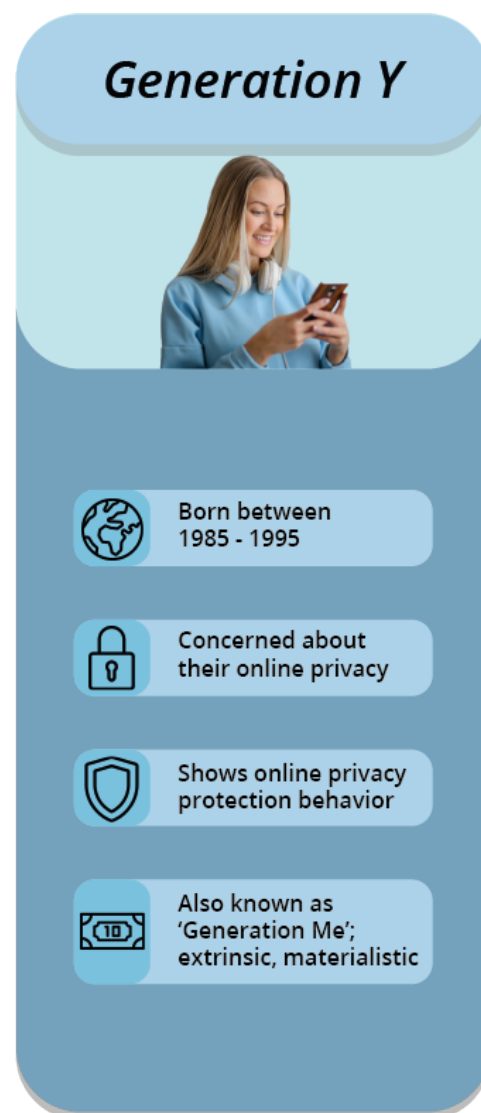 Generation Y
Born between
1985 - 1995
Concerned about
their online privacy
Shows online privacy
protection behavior
10
Also known as
‘Generation Me’;
extrinsic, materialistic